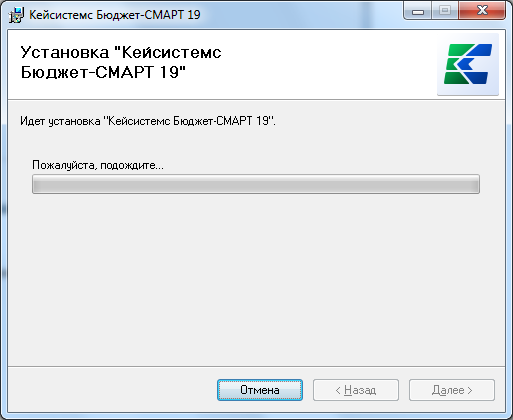 Кейсистемс Бюджет-СМАРТ 19
Установка "Кейсистемс
Бюджет-СМАРТ 19"
Идет установка "Кейсистемс Бюджет-СМАРТ 19".
Пожалуйста, подождите...
Отмена
< Назад
Далее >